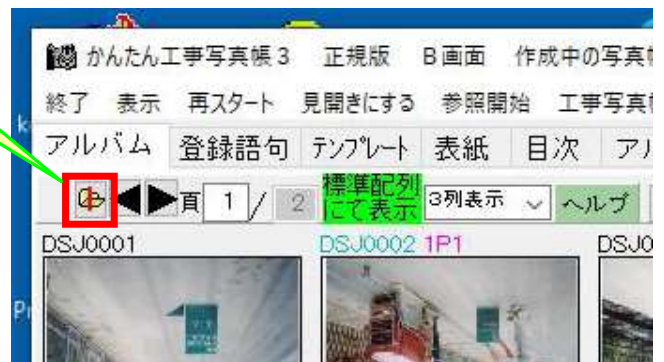 かんたん工事写真帳3 正規版 B画面 作成中の写真
終了 表示 再スタート 見開きにする 参照開始 工事写真
アルバム 登録語句 テンプレート 表紙 目次 ア
頁 1 / 2 標準配列にて表示 3列表示 ヘルプ
DSJ0001 DSJ0002 1P1 DSJ0